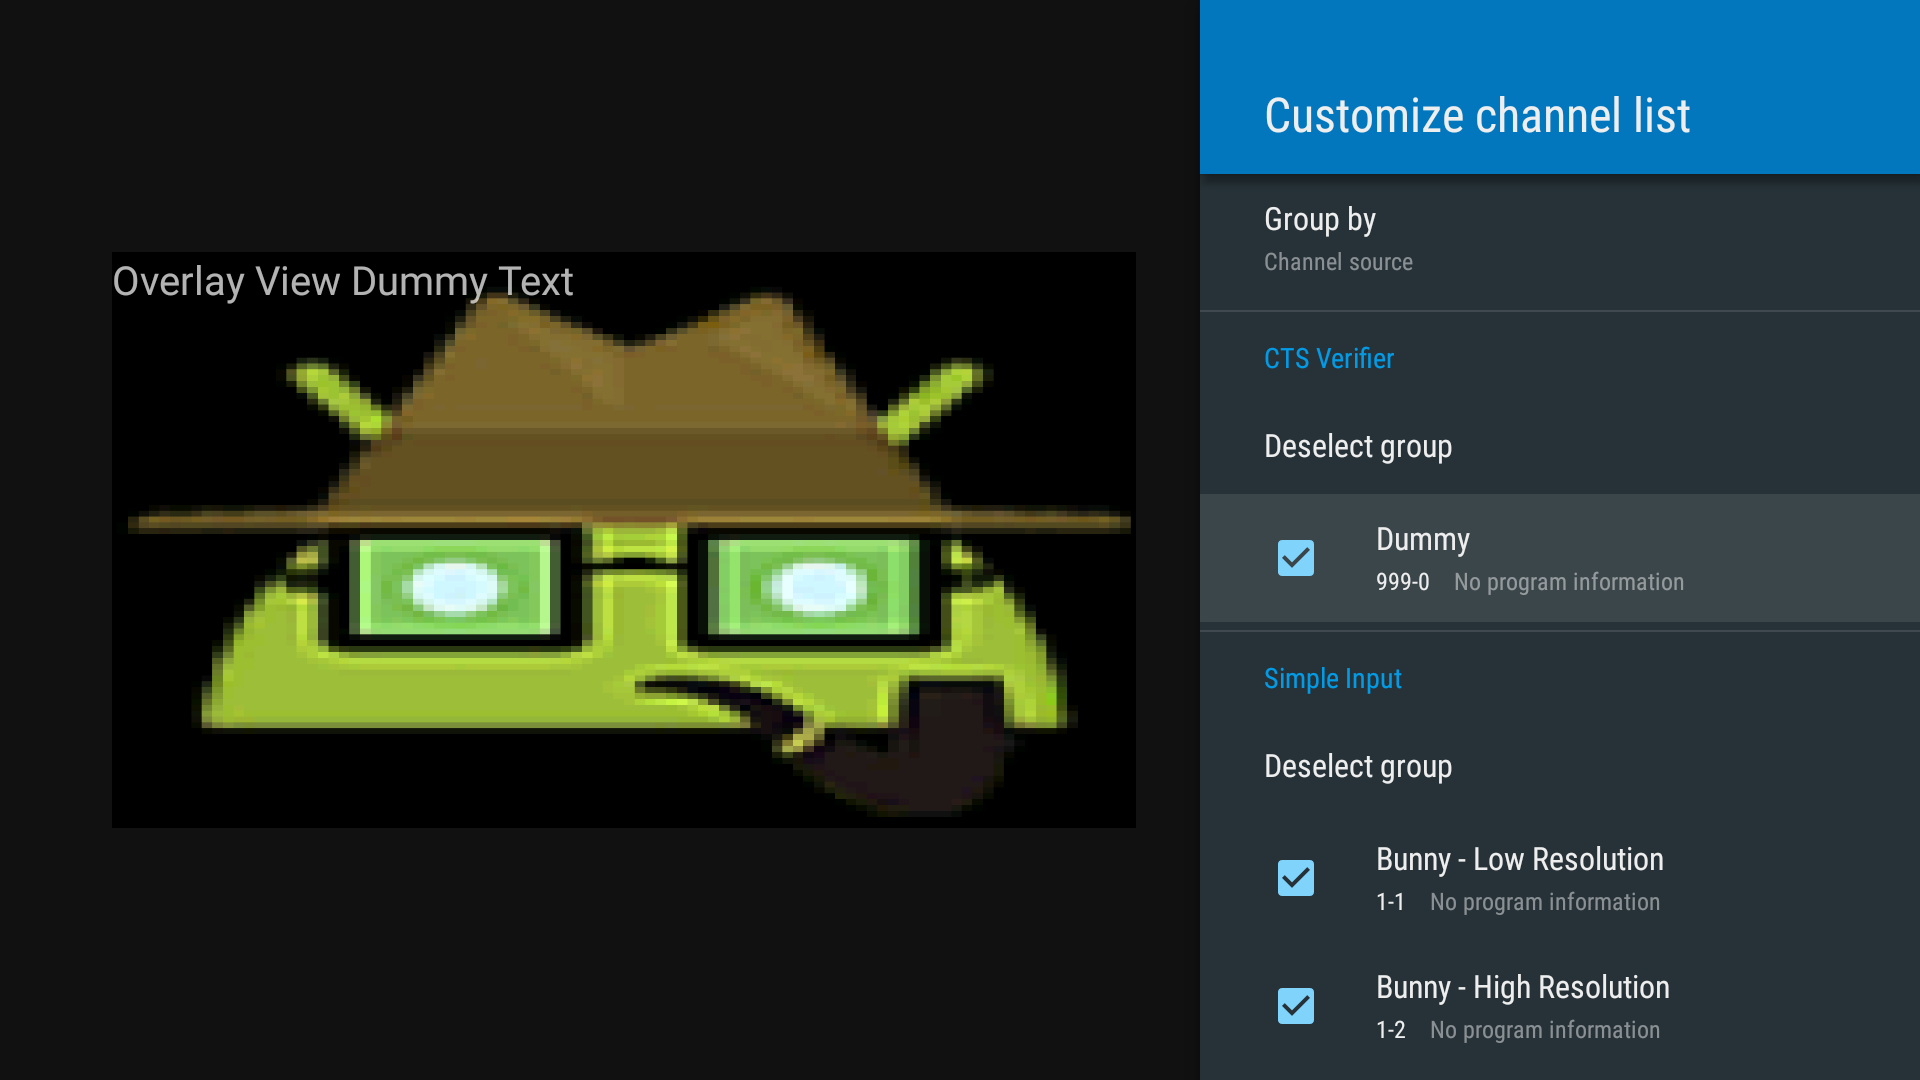 Overlay View Dummy Text
Customize channel list
Group by
Channel source
CTS Verifier
Deselect group
Dummy
999-0 No program information
Simple Input
Deselect group
Bunny - Low Resolution
1-1 No program information
Bunny - High Resolution
1-2 No program information